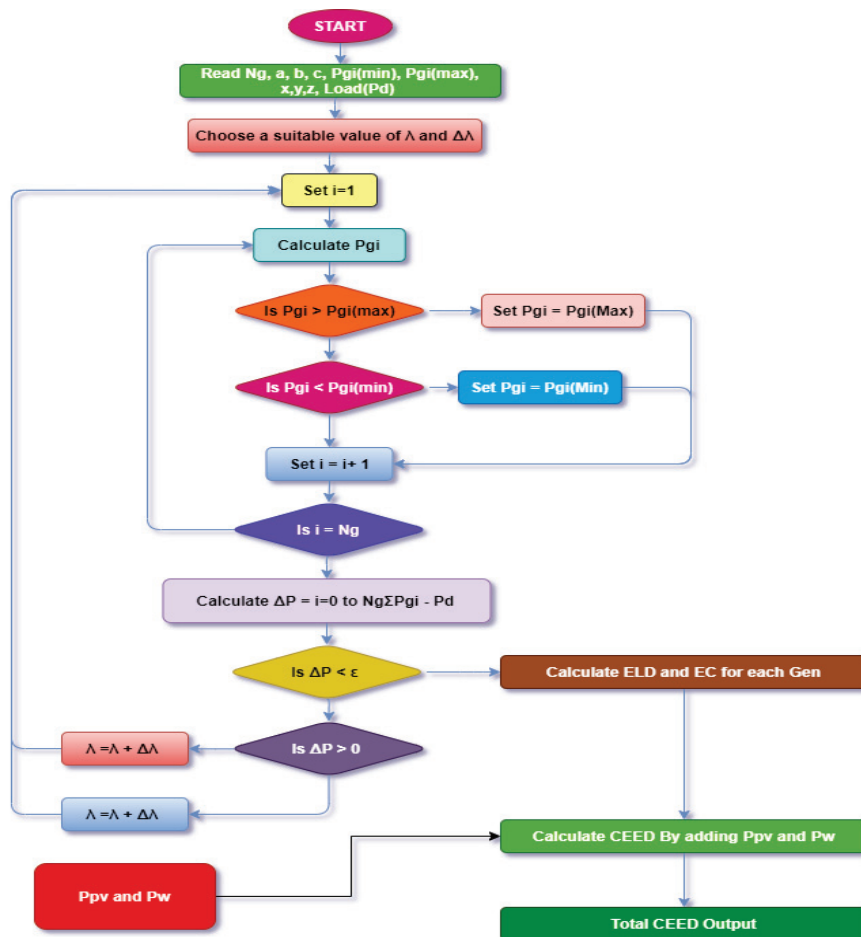 START
Read Ng, a, b, c, Pgi(min), Pgi(max),
x,y,z, Load(Pd)
Choose a suitable value of λ and Δλ
Set i=1
Calculate Pgi
Is Pgi > Pgi(max)
Set Pgi = Pgi(Max)
Is Pgi < Pgi(min)
Set Pgi = Pgi(Min)
Set i = i+ 1
Is i = Ng
Calculate ΔP = i=0 to NgΣPgi - Pd
Is ΔP < ε
Calculate ELD and EC for each Gen
Is ΔP > 0
λ =λ + Δλ
λ =λ + Δλ
Calculate CEED By adding Ppv and Pw
Ppv and Pw
Total CEED Output